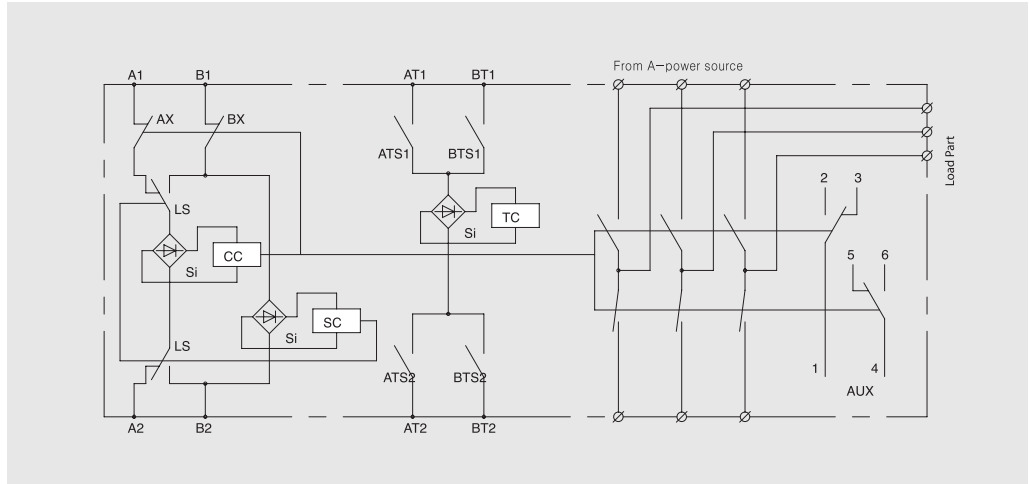 From A-power source
A1 B1 AT1 BT1
AX BX
ATS1 BTS1
Load Part
2 3
LS
TC
Si
CC
Si
5 6
SC
Si
LS
ATS2 BTS2
1 4
AUX
A2 B2 AT2 BT2